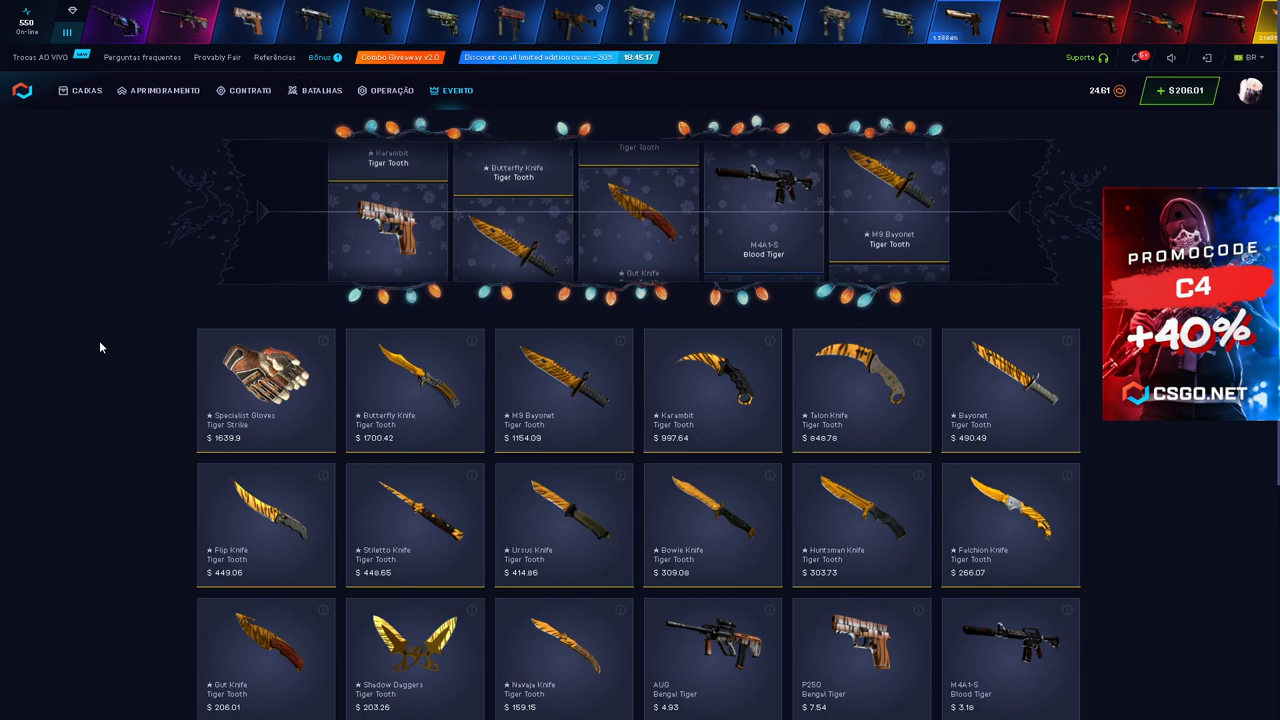 550
On-line
13.884%
Trocas AO VIVO
NEW
Perguntas frequentes
Provably Fair
Referências
Bônus 1
Combo Giveaway v2.0
Discount on all limited edition cases -20% 18:45:17
Suporte
5+
BR
CAIXAS
APRIMORAMENTO
CONTRATO
BATALHAS
OPERAÇÃO
EVENTO
24.61
+ $ 206.01
★ Karambit
Tiger Tooth
★ Butterfly Knife
Tiger Tooth
Tiger Tooth
★ Gut Knife
M4A1-S
Blood Tiger
★ M9 Bayonet
Tiger Tooth
PROMOCODE
C4
+40%
CSGO.NET
★ Specialist Gloves
Tiger Strike
$ 1639.9
★ Butterfly Knife
Tiger Tooth
$ 1700.42
★ M9 Bayonet
Tiger Tooth
$ 1154.09
★ Karambit
Tiger Tooth
$ 997.64
★ Talon Knife
Tiger Tooth
$ 848.78
★ Bayonet
Tiger Tooth
$ 490.49
★ Flip Knife
Tiger Tooth
$ 449.06
★ Stiletto Knife
Tiger Tooth
$ 448.65
★ Ursus Knife
Tiger Tooth
$ 414.86
★ Bowie Knife
Tiger Tooth
$ 309.08
★ Huntsman Knife
Tiger Tooth
$ 303.73
★ Falchion Knife
Tiger Tooth
$ 266.07
★ Gut Knife
Tiger Tooth
$ 206.01
★ Shadow Daggers
Tiger Tooth
$ 203.26
★ Navaja Knife
Tiger Tooth
$ 159.15
AUG
Bengal Tiger
$ 4.93
P250
Bengal Tiger
$ 7.54
M4A1-S
Blood Tiger
$ 3.18